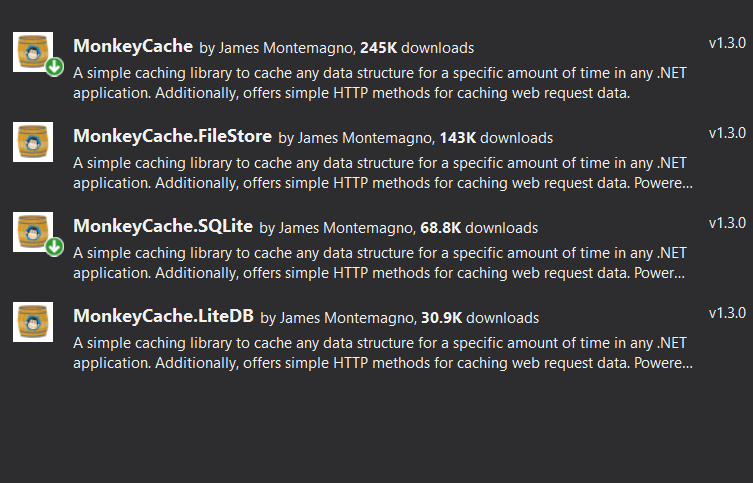 MonkeyCache by James Montemagno, 245K downloads v1.3.0
A simple caching library to cache any data structure for a specific amount of time in any .NET
application. Additionally, offers simple HTTP methods for caching web request data.
MonkeyCache.FileStore by James Montemagno, 143K downloads v1.3.0
A simple caching library to cache any data structure for a specific amount of time in any .NET
application. Additionally, offers simple HTTP methods for caching web request data. Powere...
MonkeyCache.SQLite by James Montemagno, 68.8K downloads v1.3.0
A simple caching library to cache any data structure for a specific amount of time in any .NET
application. Additionally, offers simple HTTP methods for caching web request data. Power...
MonkeyCache.LiteDB by James Montemagno, 30.9K downloads v1.3.0
A simple caching library to cache any data structure for a specific amount of time in any .NET
application. Additionally, offers simple HTTP methods for caching web request data. Powere...